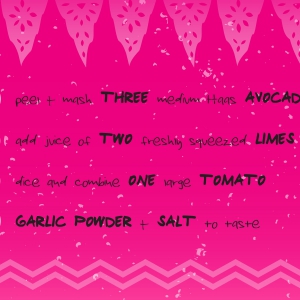 peel + mash THREE medium Haas AVOCAD
add juice of TWO freshly squeezed LIMES
dice and combine ONE large TOMATO
GARLIC POWDER + SALT to taste